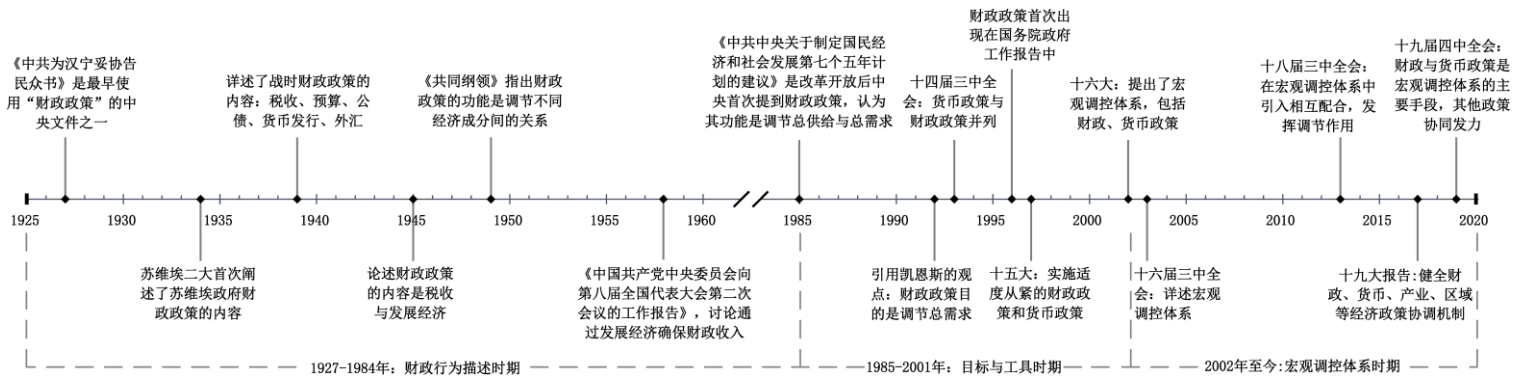 《中共为汉宁妥协告
民众书》是最早使
用“财政政策”的中
央文件之一
详述了战时财政政策的
内容：税收、预算、公
债、货币发行、外汇
《共同纲领》指出财政
政策的功能是调节不同
经济成分间的关系
《中共中央关于制定国民经
济和社会发展第七个五年计
划的建议》是改革开放后中
央首次提到财政政策，认为
其功能是调节总供给与总需求
十四届三中全
会：货币政策与
财政政策并列
财政政策首次出
现在国务院政府
工作报告中
十六大：提出了宏
观调控体系，包括
财政、货币政策
十八届三中全会：
在宏观调控体系中
引入相互配合，发
挥调节作用
十九届四中全会：
财政与货币政策是
宏观调控体系的主
要手段，其他政策
协同发力
1925
1930
1935
1940
1945
1950
1955
1960
1985
1990
1995
2000
2005
2010
2015
2020
苏维埃二大首次阐
述了苏维埃政府财
政政策的内容
论述财政政策
的内容是税收
与发展经济
《中国共产党中央委员会向
第八届全国代表大会第二次
会议的工作报告》，讨论通
过发展经济确保财政收入
引用凯恩斯的观
点：财政政策目
的是调节总需求
十五大：实施适
度从紧的财政政
策和货币政策
十六届三中全
会：详述宏观
调控体系
十九大报告:健全财
政、货币、产业、区域
等经济政策协调机制
1927-1984年：财政行为描述时期
1985-2001年：目标与工具时期
2002年至今:宏观调控体系时期